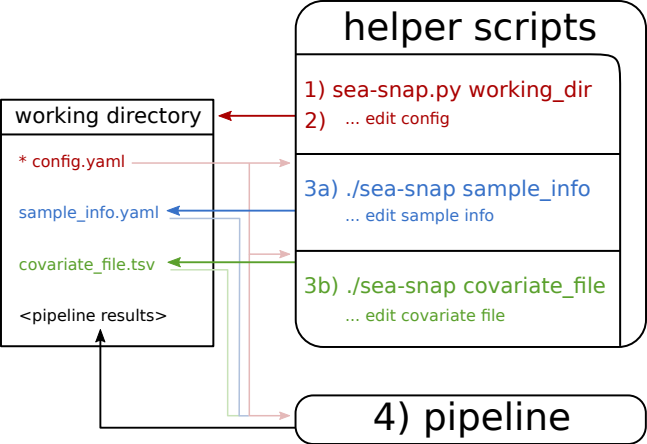 helper scripts
1) sea-snap.py working_dir
2) ... edit config
3a) ./sea-snap sample_info
... edit sample info
3b) ./sea-snap covariate_file
... edit covariate file
working directory
* config.yaml
sample_info.yaml
covariate_file.tsv
<pipeline results>
4) pipeline